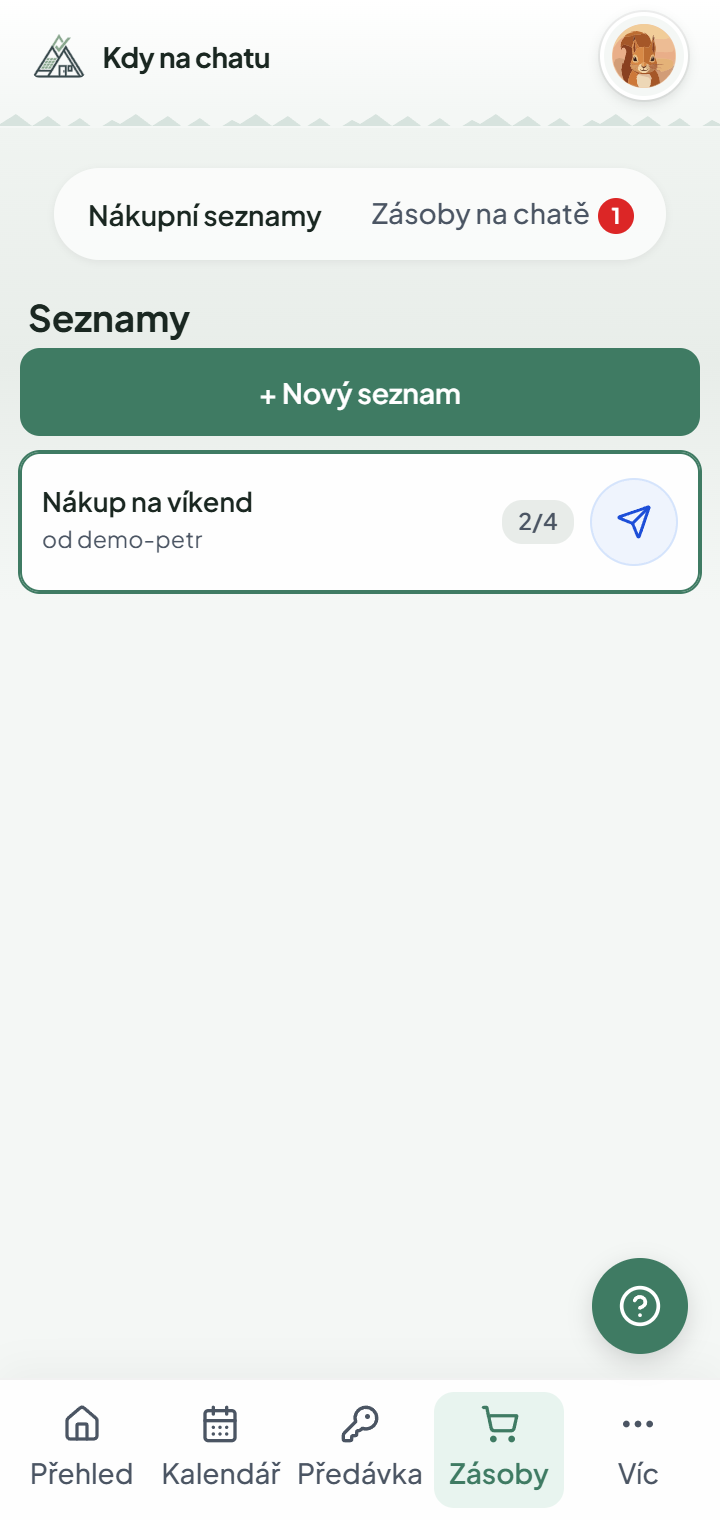 Kdy na chatu
Nákupní seznamy
Zásoby na chatě 1
Seznamy
+ Nový seznam
Nákup na víkend
od demo-petr
2/4
Přehled
Kalendář
Předávka
Zásoby
Víc